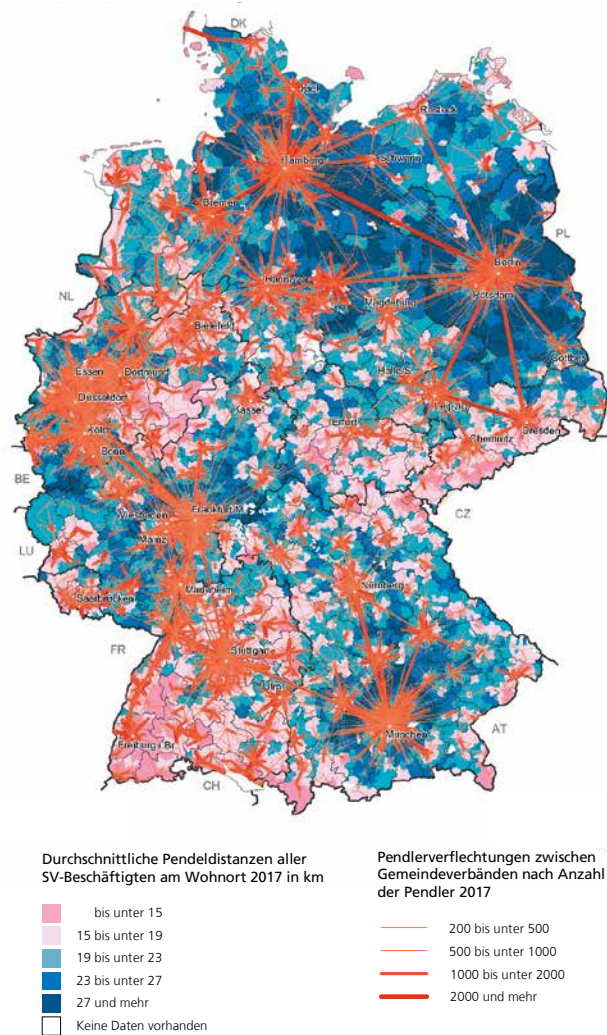 DK
Kiel
Rostock
Hamburg
Schwerin
Bremen
PL
Berlin
Hannover
Potsdam
NL
Magdeburg
Bielefeld
Cottbus
Essen
Dortmund
Halle/S.
Düsseldorf
Leipzig
Kassel
Dresden
Köln
Erfurt
Chemnitz
Bonn
BE
Wiesbaden
Frankfurt/M.
CZ
Mainz
LU
Mannheim
Nürnberg
Saarbrücken
FR
Stuttgart
Ulm
München
AT
Freiburg i.Br.
CH
Durchschnittliche Pendeldistanzen aller
SV-Beschäftigten am Wohnort 2017 in km
bis unter 15
15 bis unter 19
19 bis unter 23
23 bis unter 27
27 und mehr
Keine Daten vorhanden
Pendlerverflechtungen zwischen
Gemeindeverbänden nach Anzahl
der Pendler 2017
200 bis unter 500
500 bis unter 1000
1000 bis unter 2000
2000 und mehr